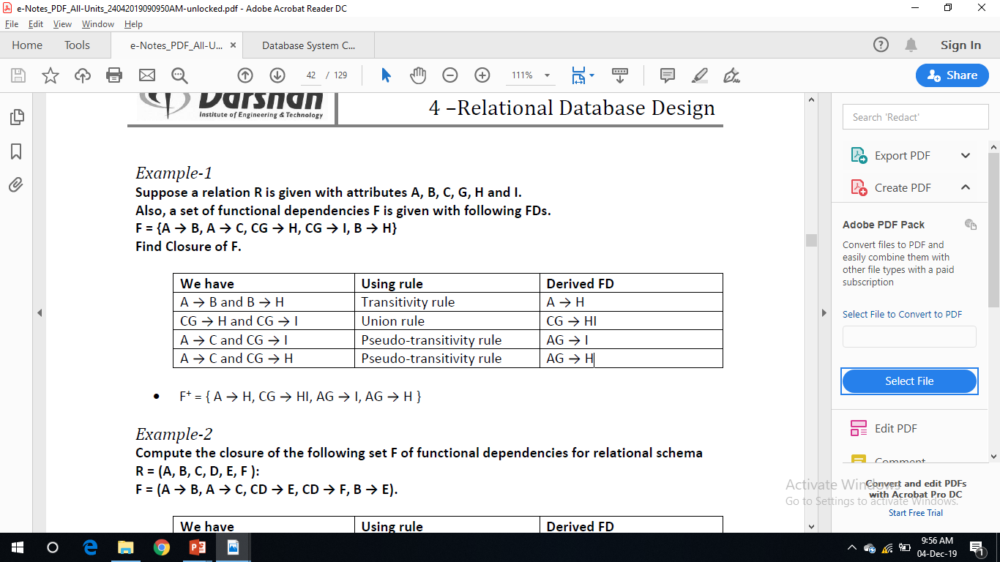 e-Notes_PDF_All-Units_24042019090950AM-unlocked.pdf - Adobe Acrobat Reader DC
File Edit View Window Help
Home Tools e-Notes_PDF_All-U... × Database System C... Sign In
42 / 129 111% Share
Darshan
Institute of Engineering & Technology
4 –Relational Database Design
Example-1
Suppose a relation R is given with attributes A, B, C, G, H and I.
Also, a set of functional dependencies F is given with following FDs.
F = {A → B, A → C, CG → H, CG → I, B → H}
Find Closure of F.
We have Using rule Derived FD
A → B and B → H Transitivity rule A → H
CG → H and CG → I Union rule CG → HI
A → C and CG → I Pseudo-transitivity rule AG → I
A → C and CG → H Pseudo-transitivity rule AG → H
• F⁺ = { A → H, CG → HI, AG → I, AG → H }
Example-2
Compute the closure of the following set F of functional dependencies for relational schema
R = (A, B, C, D, E, F ):
F = (A → B, A → C, CD → E, CD → F, B → E).
We have Using rule Derived FD
Search 'Redact'
Export PDF
Create PDF
Adobe PDF Pack
Convert files to PDF and
easily combine them with
other file types with a paid
subscription
Select File to Convert to PDF
Select File
Edit PDF
Comment
Convert and edit PDFs
with Acrobat Pro DC
Start Free Trial
Activate Windows
Go to Settings to activate Windows.
9:56 AM
04-Dec-19
1